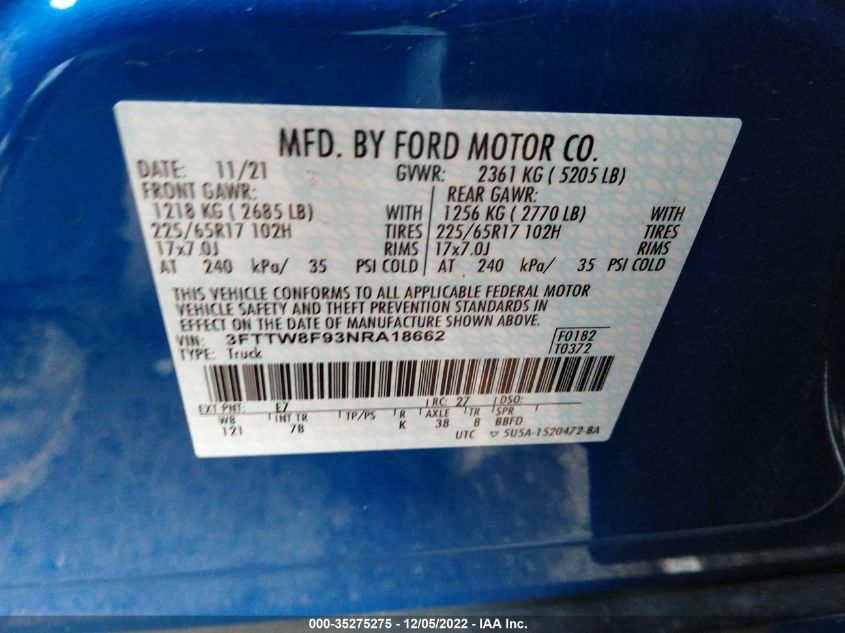 MFD. BY FORD MOTOR CO.
DATE: 11/21 GVWR: 2361 KG ( 5205 LB)
FRONT GAWR: REAR GAWR:
1218 KG ( 2685 LB) WITH 1256 KG ( 2770 LB) WITH
225/65R17 102H TIRES 225/65R17 102H TIRES
17x7.0J RIMS 17x7.0J RIMS
AT 240 kPa/ 35 PSI COLD AT 240 kPa/ 35 PSI COLD
THIS VEHICLE CONFORMS TO ALL APPLICABLE FEDERAL MOTOR
VEHICLE SAFETY AND THEFT PREVENTION STANDARDS IN
EFFECT ON THE DATE OF MANUFACTURE SHOWN ABOVE.
VIN: 3FTTW8F93NRA18662 F0182
TYPE: Truck T0372
EXT PNT: E7 RC: 27 DSO:
WB INT TR TP/PS R AXLE TR SPR
121 7B K 38 8 BBFD
UTC ▽ 5U5A-1520472-BA
000-35275275 - 12/05/2022 - IAA Inc.